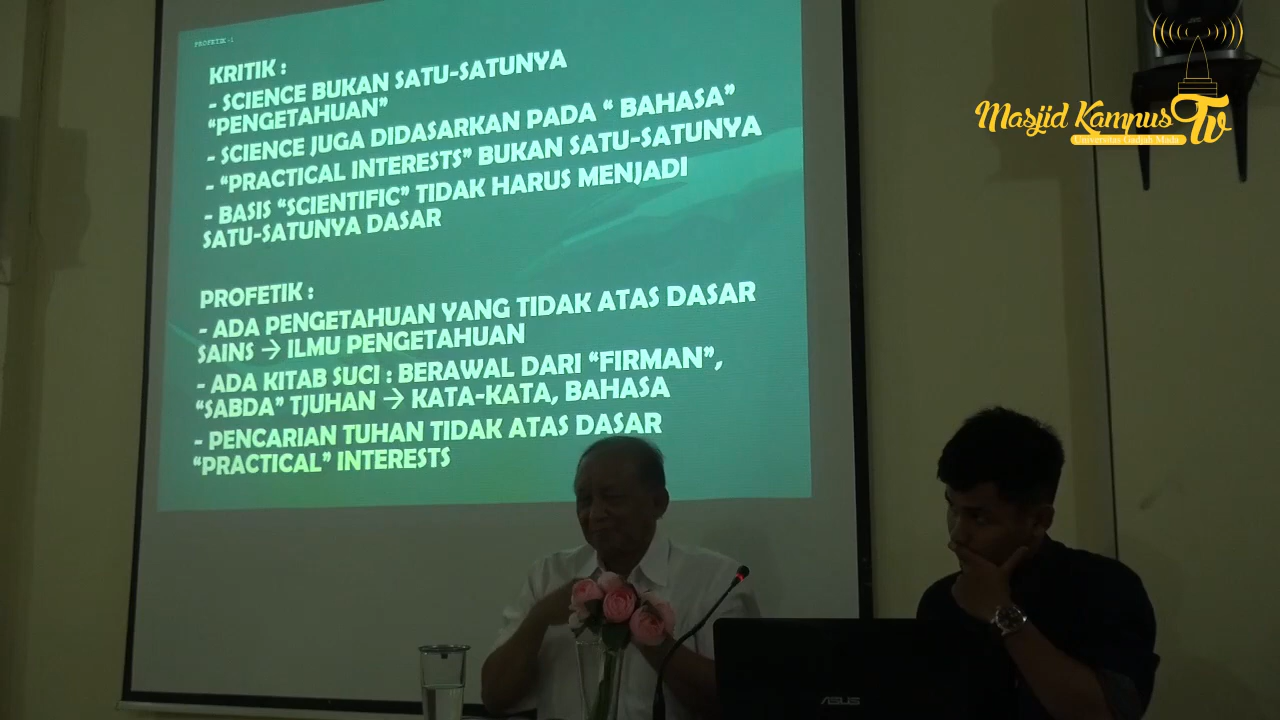 PROFETIK -1
KRITIK :
- SCIENCE BUKAN SATU-SATUNYA
"PENGETAHUAN"
- SCIENCE JUGA DIDASARKAN PADA " BAHASA"
- "PRACTICAL INTERESTS" BUKAN SATU-SATUNYA
- BASIS "SCIENTIFIC" TIDAK HARUS MENJADI
SATU-SATUNYA DASAR
PROFETIK :
- ADA PENGETAHUAN YANG TIDAK ATAS DASAR
SAINS → ILMU PENGETAHUAN
- ADA KITAB SUCI : BERAWAL DARI "FIRMAN",
"SABDA" TJUHAN → KATA-KATA, BAHASA
- PENCARIAN TUHAN TIDAK ATAS DASAR
"PRACTICAL" INTERESTS
Masjid Kampus Tv
Universitas Gadjah Mada
ASUS